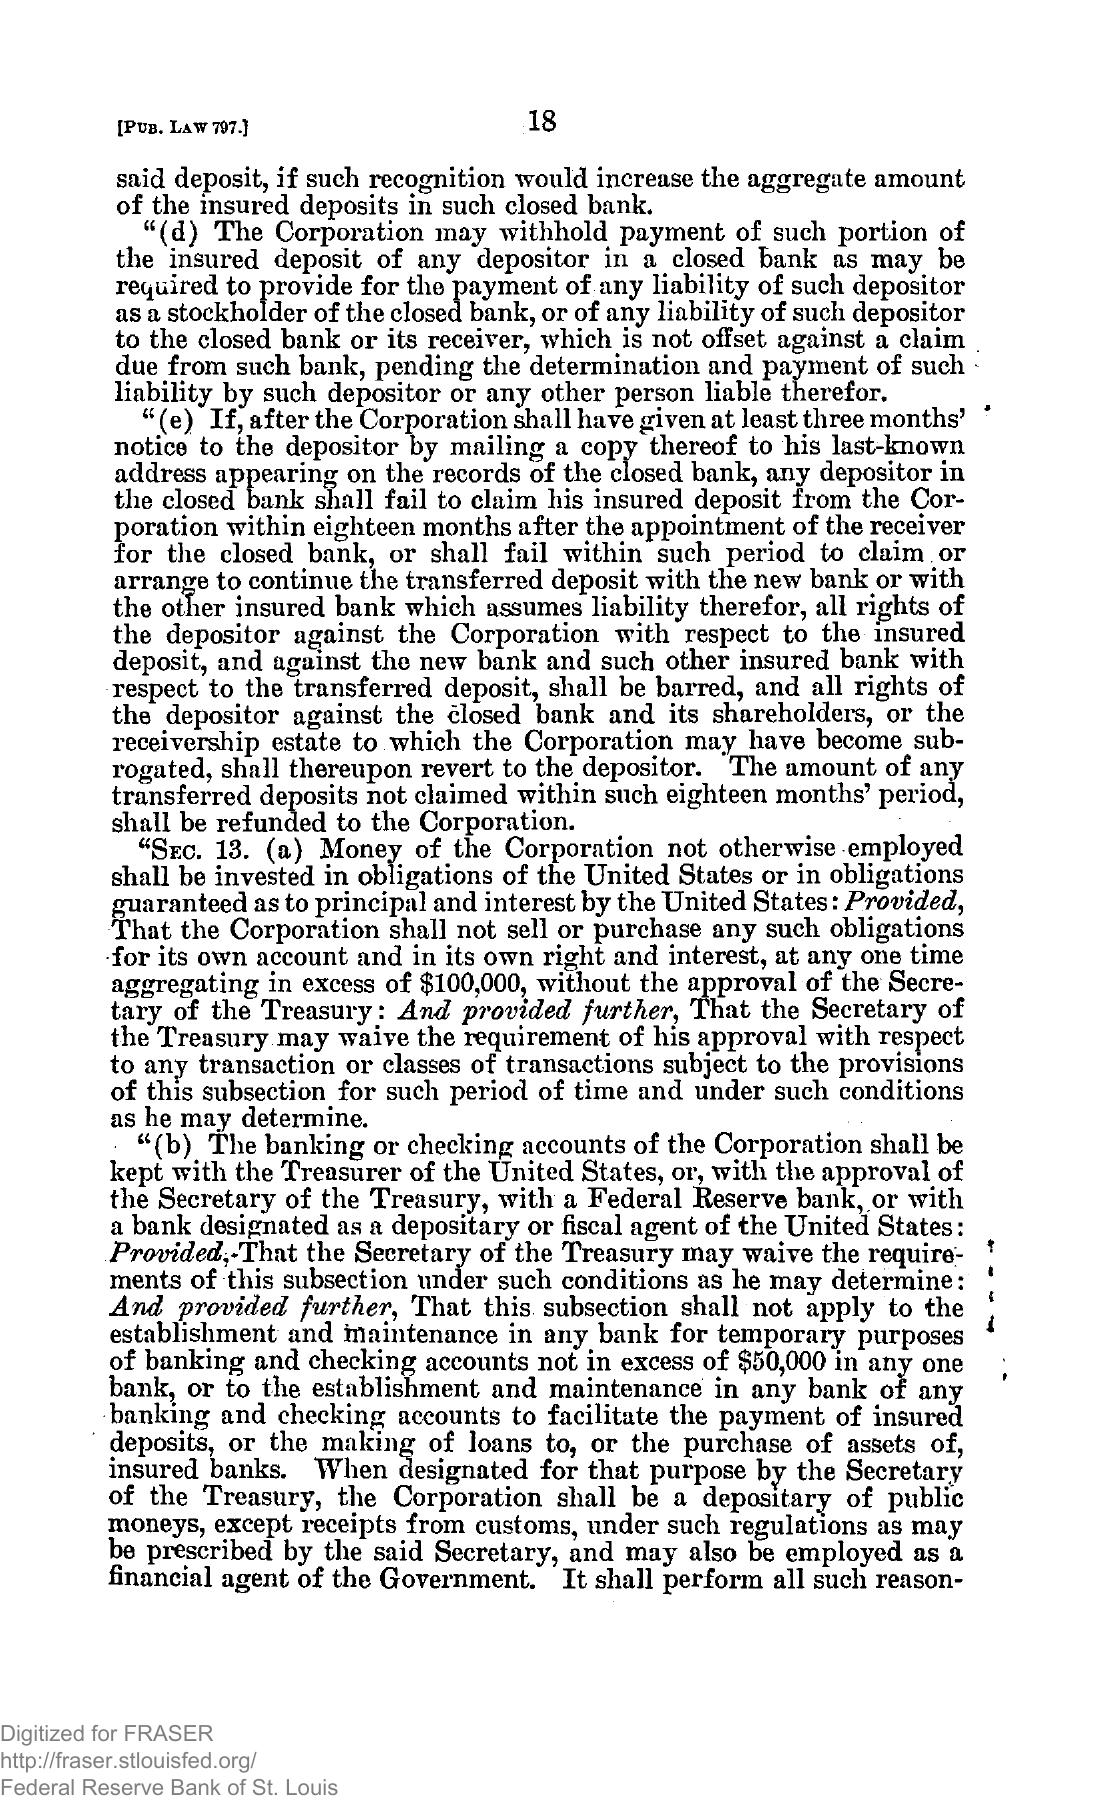 [PUB. LAW 797.]
18
said deposit, if such recognition would increase the aggregate amount
of the insured deposits in such closed bank.
“(d) The Corporation may withhold payment of such portion of
the insured deposit of any depositor in a closed bank as may be
required to provide for the payment of any liability of such depositor
as a stockholder of the closed bank, or of any liability of such depositor
to the closed bank or its receiver, which is not offset against a claim
due from such bank, pending the determination and payment of such
liability by such depositor or any other person liable therefor.
“(e) If, after the Corporation shall have given at least three months’
notice to the depositor by mailing a copy thereof to his last-known
address appearing on the records of the closed bank, any depositor in
the closed bank shall fail to claim his insured deposit from the Cor-
poration within eighteen months after the appointment of the receiver
for the closed bank, or shall fail within such period to claim or
arrange to continue the transferred deposit with the new bank or with
the other insured bank which assumes liability therefor, all rights of
the depositor against the Corporation with respect to the insured
deposit, and against the new bank and such other insured bank with
respect to the transferred deposit, shall be barred, and all rights of
the depositor against the closed bank and its shareholders, or the
receivership estate to which the Corporation may have become sub-
rogated, shall thereupon revert to the depositor. The amount of any
transferred deposits not claimed within such eighteen months’ period,
shall be refunded to the Corporation.
“SEC. 13. (a) Money of the Corporation not otherwise employed
shall be invested in obligations of the United States or in obligations
guaranteed as to principal and interest by the United States: Provided,
That the Corporation shall not sell or purchase any such obligations
for its own account and in its own right and interest, at any one time
aggregating in excess of $100,000, without the approval of the Secre-
tary of the Treasury: And provided further, That the Secretary of
the Treasury may waive the requirement of his approval with respect
to any transaction or classes of transactions subject to the provisions
of this subsection for such period of time and under such conditions
as he may determine.
“(b) The banking or checking accounts of the Corporation shall be
kept with the Treasurer of the United States, or, with the approval of
the Secretary of the Treasury, with a Federal Reserve bank, or with
a bank designated as a depositary or fiscal agent of the United States:
Provided, That the Secretary of the Treasury may waive the require-
ments of this subsection under such conditions as he may determine:
And provided further, That this subsection shall not apply to the
establishment and maintenance in any bank for temporary purposes
of banking and checking accounts not in excess of $50,000 in any one
bank, or to the establishment and maintenance in any bank of any
banking and checking accounts to facilitate the payment of insured
deposits, or the making of loans to, or the purchase of assets of,
insured banks. When designated for that purpose by the Secretary
of the Treasury, the Corporation shall be a depositary of public
moneys, except receipts from customs, under such regulations as may
be prescribed by the said Secretary, and may also be employed as a
financial agent of the Government. It shall perform all such reason-
Digitized for FRASER
http://fraser.stlouisfed.org/
Federal Reserve Bank of St. Louis